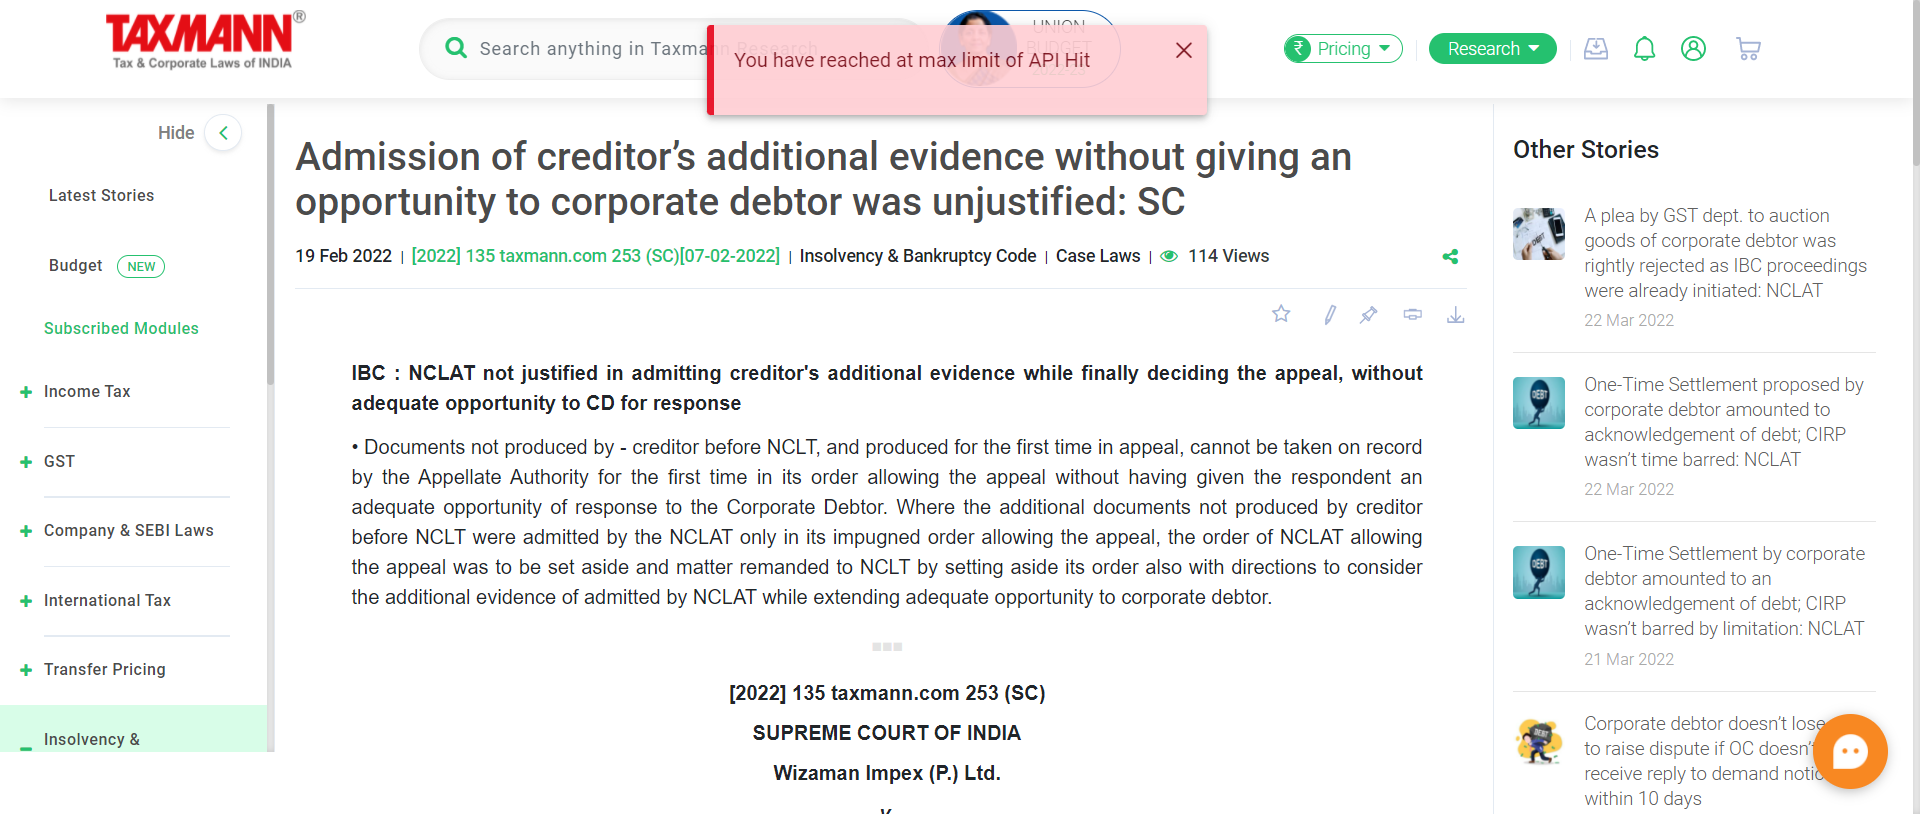 TAXMANN®
Tax & Corporate Laws of INDIA
Search anything in Taxmann Research
UNION
BUDGET
2022-23
You have reached at max limit of API Hit
₹ Pricing
Research
Hide
Latest Stories
Budget NEW
Subscribed Modules
Income Tax
GST
Company & SEBI Laws
International Tax
Transfer Pricing
Insolvency &
Admission of creditor’s additional evidence without giving an
opportunity to corporate debtor was unjustified: SC
19 Feb 2022 | [2022] 135 taxmann.com 253 (SC)[07-02-2022] | Insolvency & Bankruptcy Code | Case Laws | 114 Views
IBC : NCLAT not justified in admitting creditor's additional evidence while finally deciding the appeal, without
adequate opportunity to CD for response
• Documents not produced by - creditor before NCLT, and produced for the first time in appeal, cannot be taken on record
by the Appellate Authority for the first time in its order allowing the appeal without having given the respondent an
adequate opportunity of response to the Corporate Debtor. Where the additional documents not produced by creditor
before NCLT were admitted by the NCLAT only in its impugned order allowing the appeal, the order of NCLAT allowing
the appeal was to be set aside and matter remanded to NCLT by setting aside its order also with directions to consider
the additional evidence of admitted by NCLAT while extending adequate opportunity to corporate debtor.
[2022] 135 taxmann.com 253 (SC)
SUPREME COURT OF INDIA
Wizaman Impex (P.) Ltd.
v.
Other Stories
A plea by GST dept. to auction
goods of corporate debtor was
rightly rejected as IBC proceedings
were already initiated: NCLAT
22 Mar 2022
One-Time Settlement proposed by
corporate debtor amounted to
acknowledgement of debt; CIRP
wasn’t time barred: NCLAT
22 Mar 2022
One-Time Settlement by corporate
debtor amounted to an
acknowledgement of debt; CIRP
wasn’t barred by limitation: NCLAT
21 Mar 2022
Corporate debtor doesn’t lose
to raise dispute if OC doesn’t
receive reply to demand notic
within 10 days